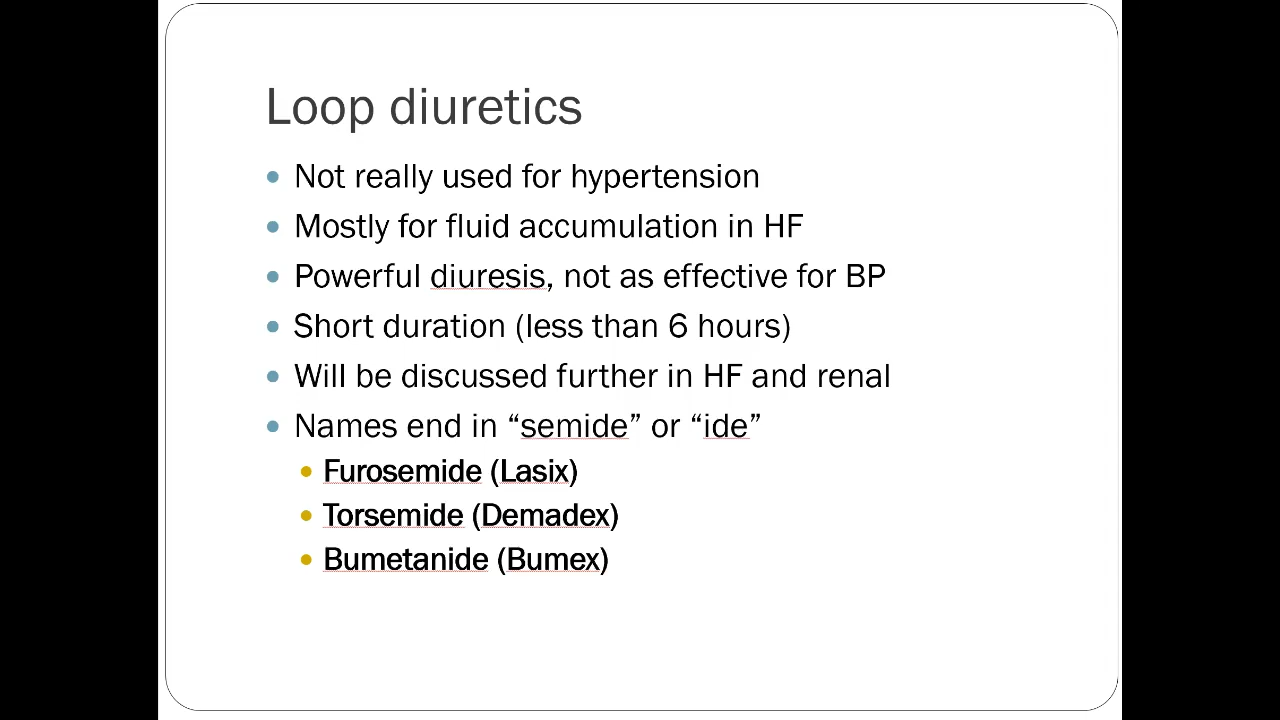 Loop diuretics
Not really used for hypertension
Mostly for fluid accumulation in HF
Powerful diuresis, not as effective for BP
Short duration (less than 6 hours)
Will be discussed further in HF and renal
Names end in “semide” or “ide”
Furosemide (Lasix)
Torsemide (Demadex)
Bumetanide (Bumex)